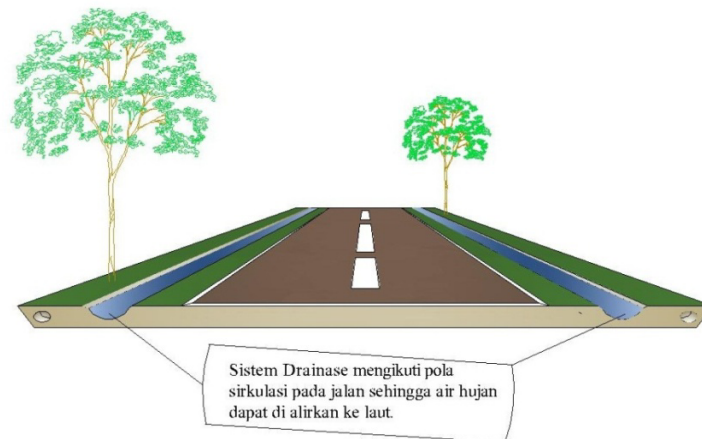 Sistem Drainase mengikuti pola
sirkulasi pada jalan sehingga air hujan
dapat di alirkan ke laut.